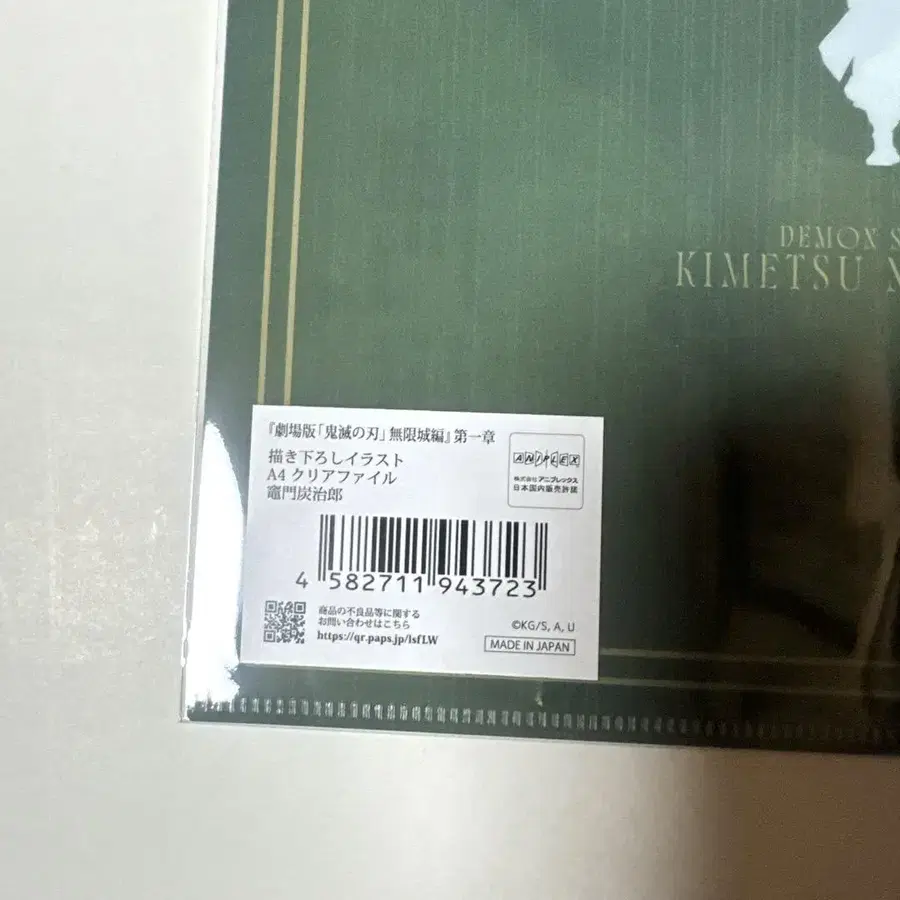 DEMON S
KIMETSU N
『劇場版「鬼滅の刃」無限城編』第一章
描き下ろしイラスト
A4 クリアファイル
竈門炭治郎
ANIPLEX
株式会社 アニプレックス
日本国内販売許諾
4 582711 943723
商品の不良品等に関する
お問い合わせはこちら
https://qr.paps.jp/lsfLW
©KG/S, A, U
MADE IN JAPAN